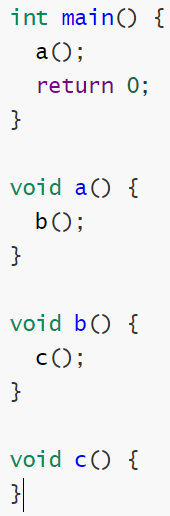 int main() {
  a();
  return 0;
}

void a() {
  b();
}

void b() {
  c();
}

void c() {
}